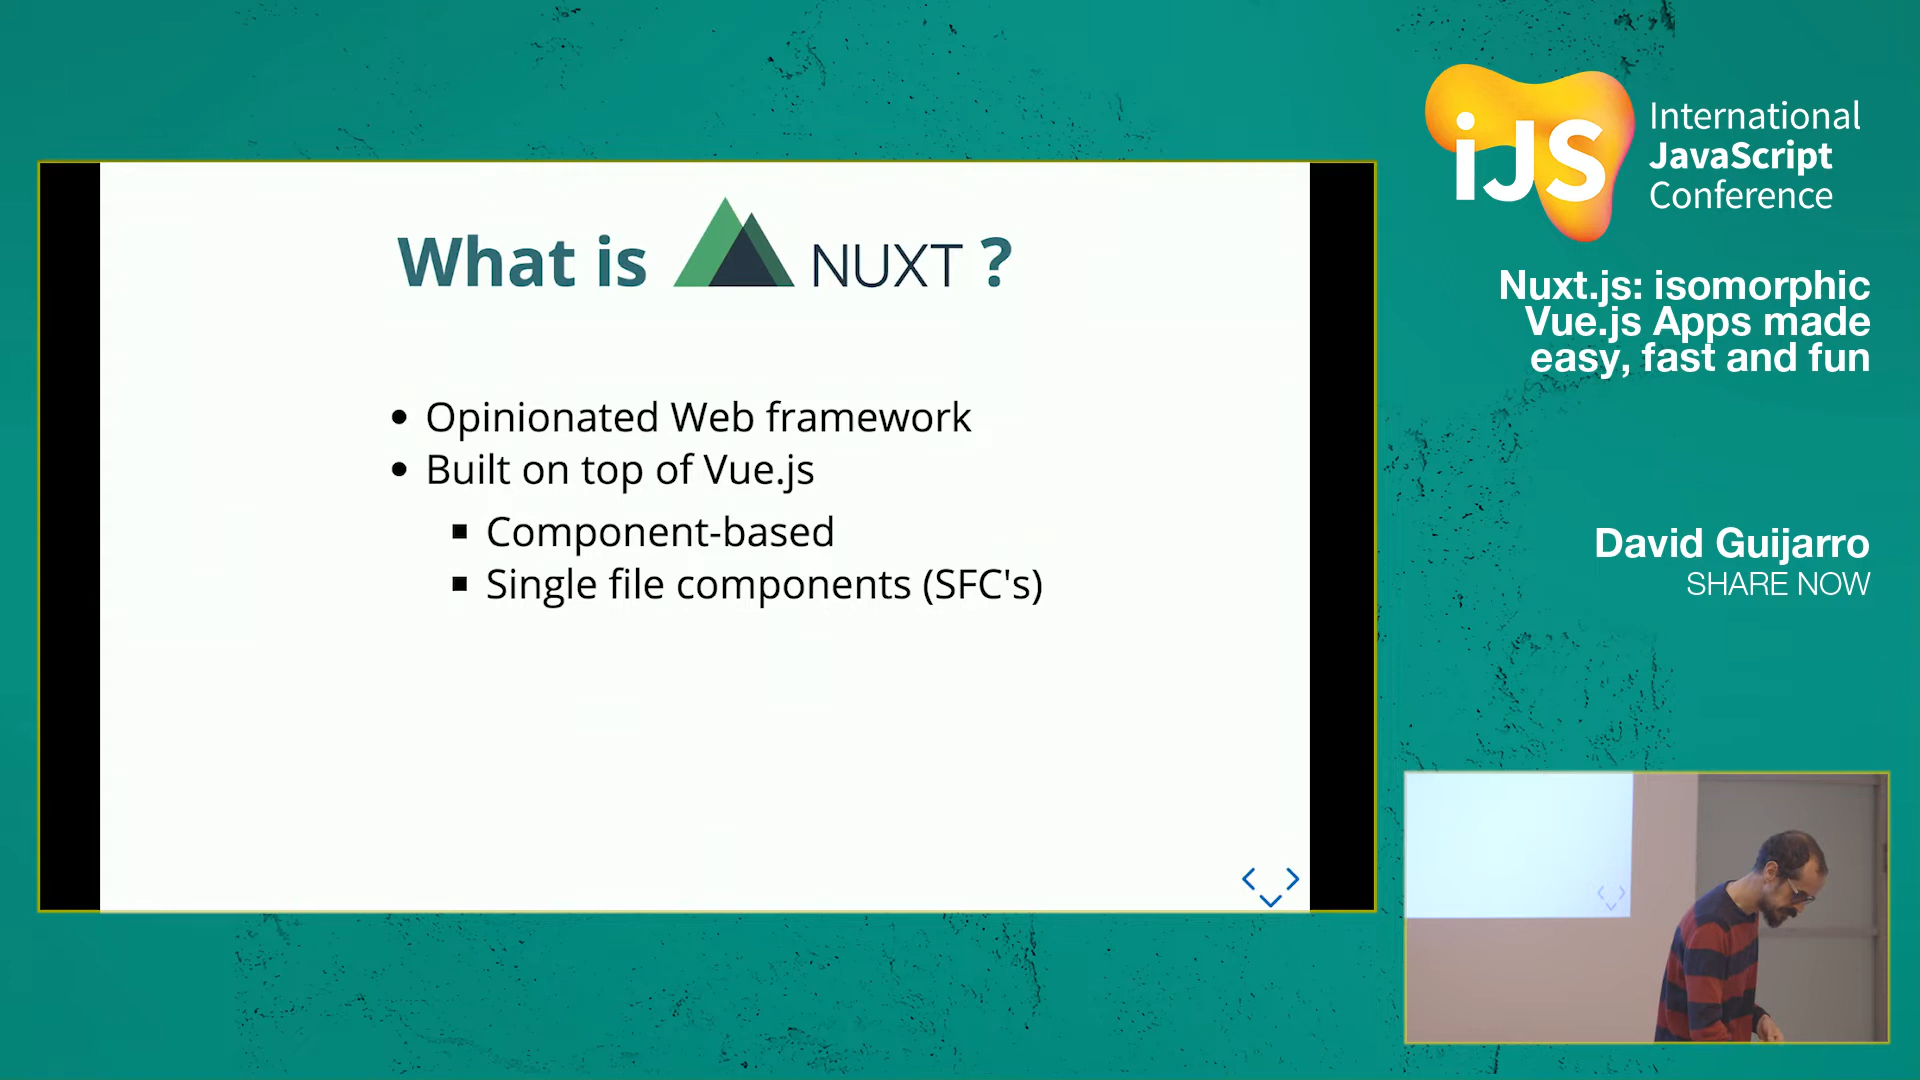 What is NUXT ?
Opinionated Web framework
Built on top of Vue.js
Component-based
Single file components (SFC's)
iJS
International
JavaScript
Conference
Nuxt.js: isomorphic
Vue.js Apps made
easy, fast and fun
David Guijarro
SHARE NOW